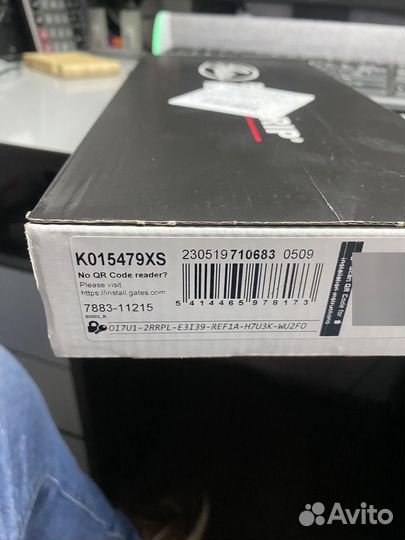 K015479XS
230519710683 0509
No QR Code reader?
Please visit
https://install.gates.com
5 414465 978173
7883-11215
OI7U1-2RRPL-E3I39-REF1A-H7U3K-WU2FO
Avito